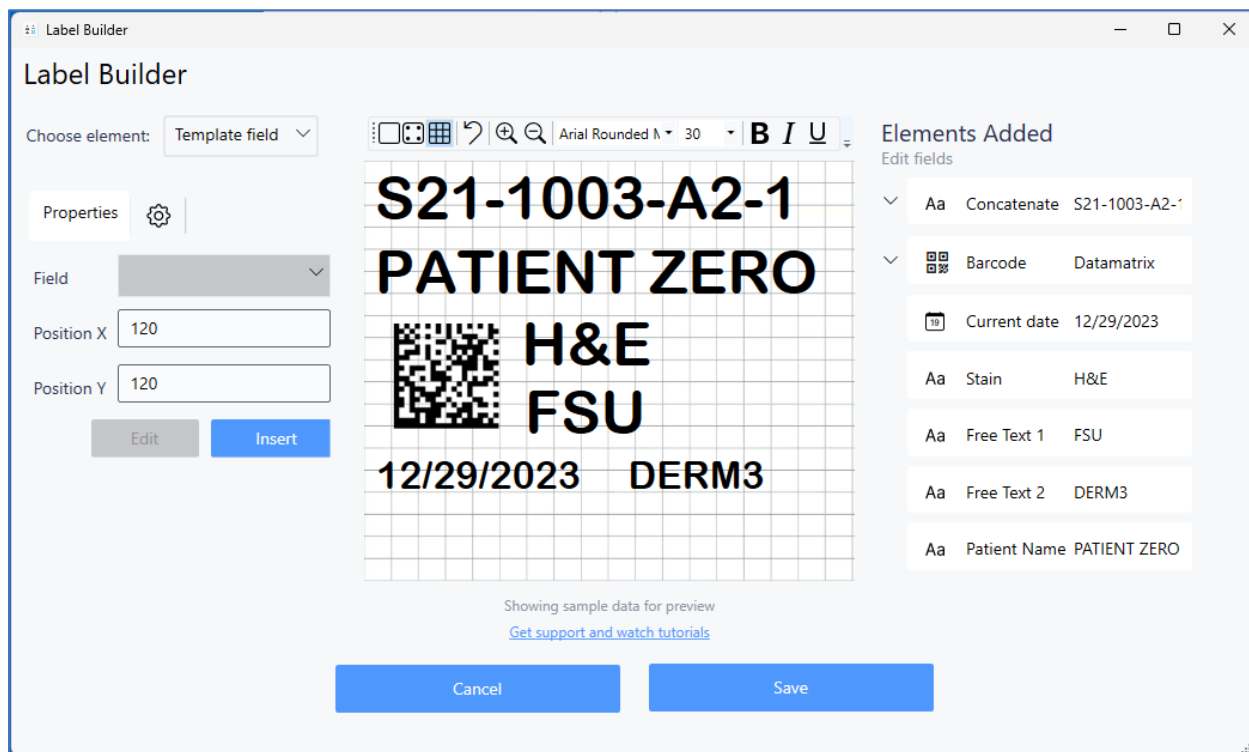 Label Builder
Label Builder
Choose element: Template field
Properties
Field
Position X 120
Position Y 120
Edit Insert
Arial Rounded M 30 B I U
S21-1003-A2-1
PATIENT ZERO
H&E
FSU
12/29/2023 DERM3
Showing sample data for preview
Get support and watch tutorials
Cancel Save
Elements Added
Edit fields
Aa Concatenate S21-1003-A2-1
Barcode Datamatrix
19 Current date 12/29/2023
Aa Stain H&E
Aa Free Text 1 FSU
Aa Free Text 2 DERM3
Aa Patient Name PATIENT ZERO